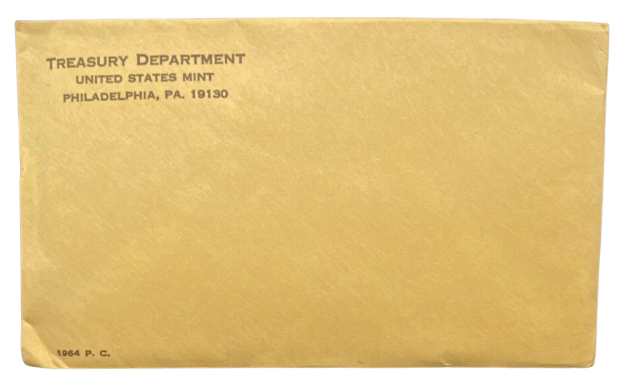 TREASURY DEPARTMENT
UNITED STATES MINT
PHILADELPHIA, PA. 19130
1964 P. C.